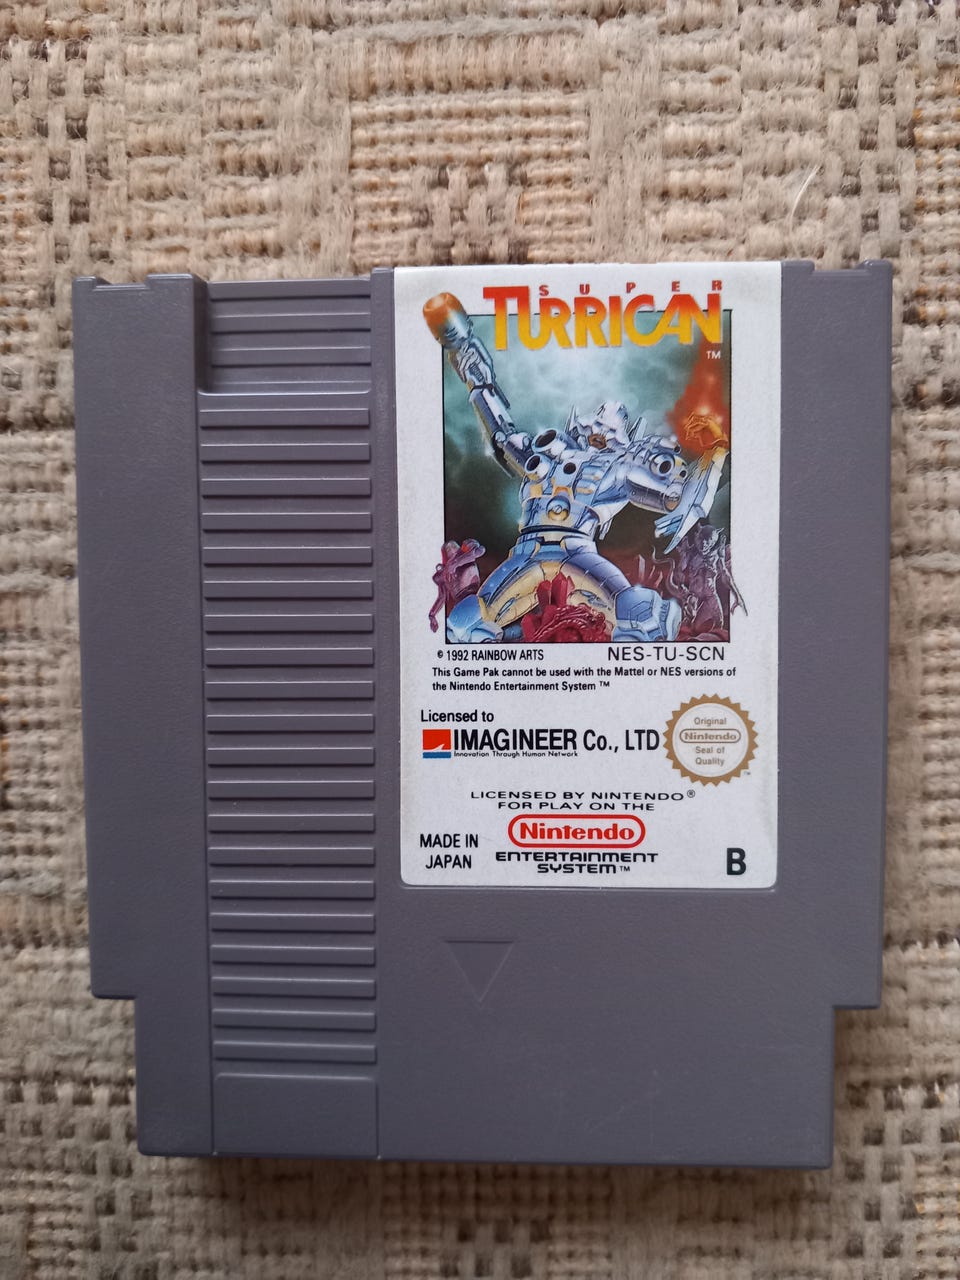 SUPER
TURRICAN
TM
© 1992 RAINBOW ARTS NES-TU-SCN
This Game Pak cannot be used with the Mattel or NES versions of
the Nintendo Entertainment System ™
Licensed to
IMAGINEER Co., LTD
Innovation Through Human Network
Original
Nintendo
Seal of
Quality
™
LICENSED BY NINTENDO®
FOR PLAY ON THE
Nintendo
ENTERTAINMENT
SYSTEM™
MADE IN
JAPAN
B